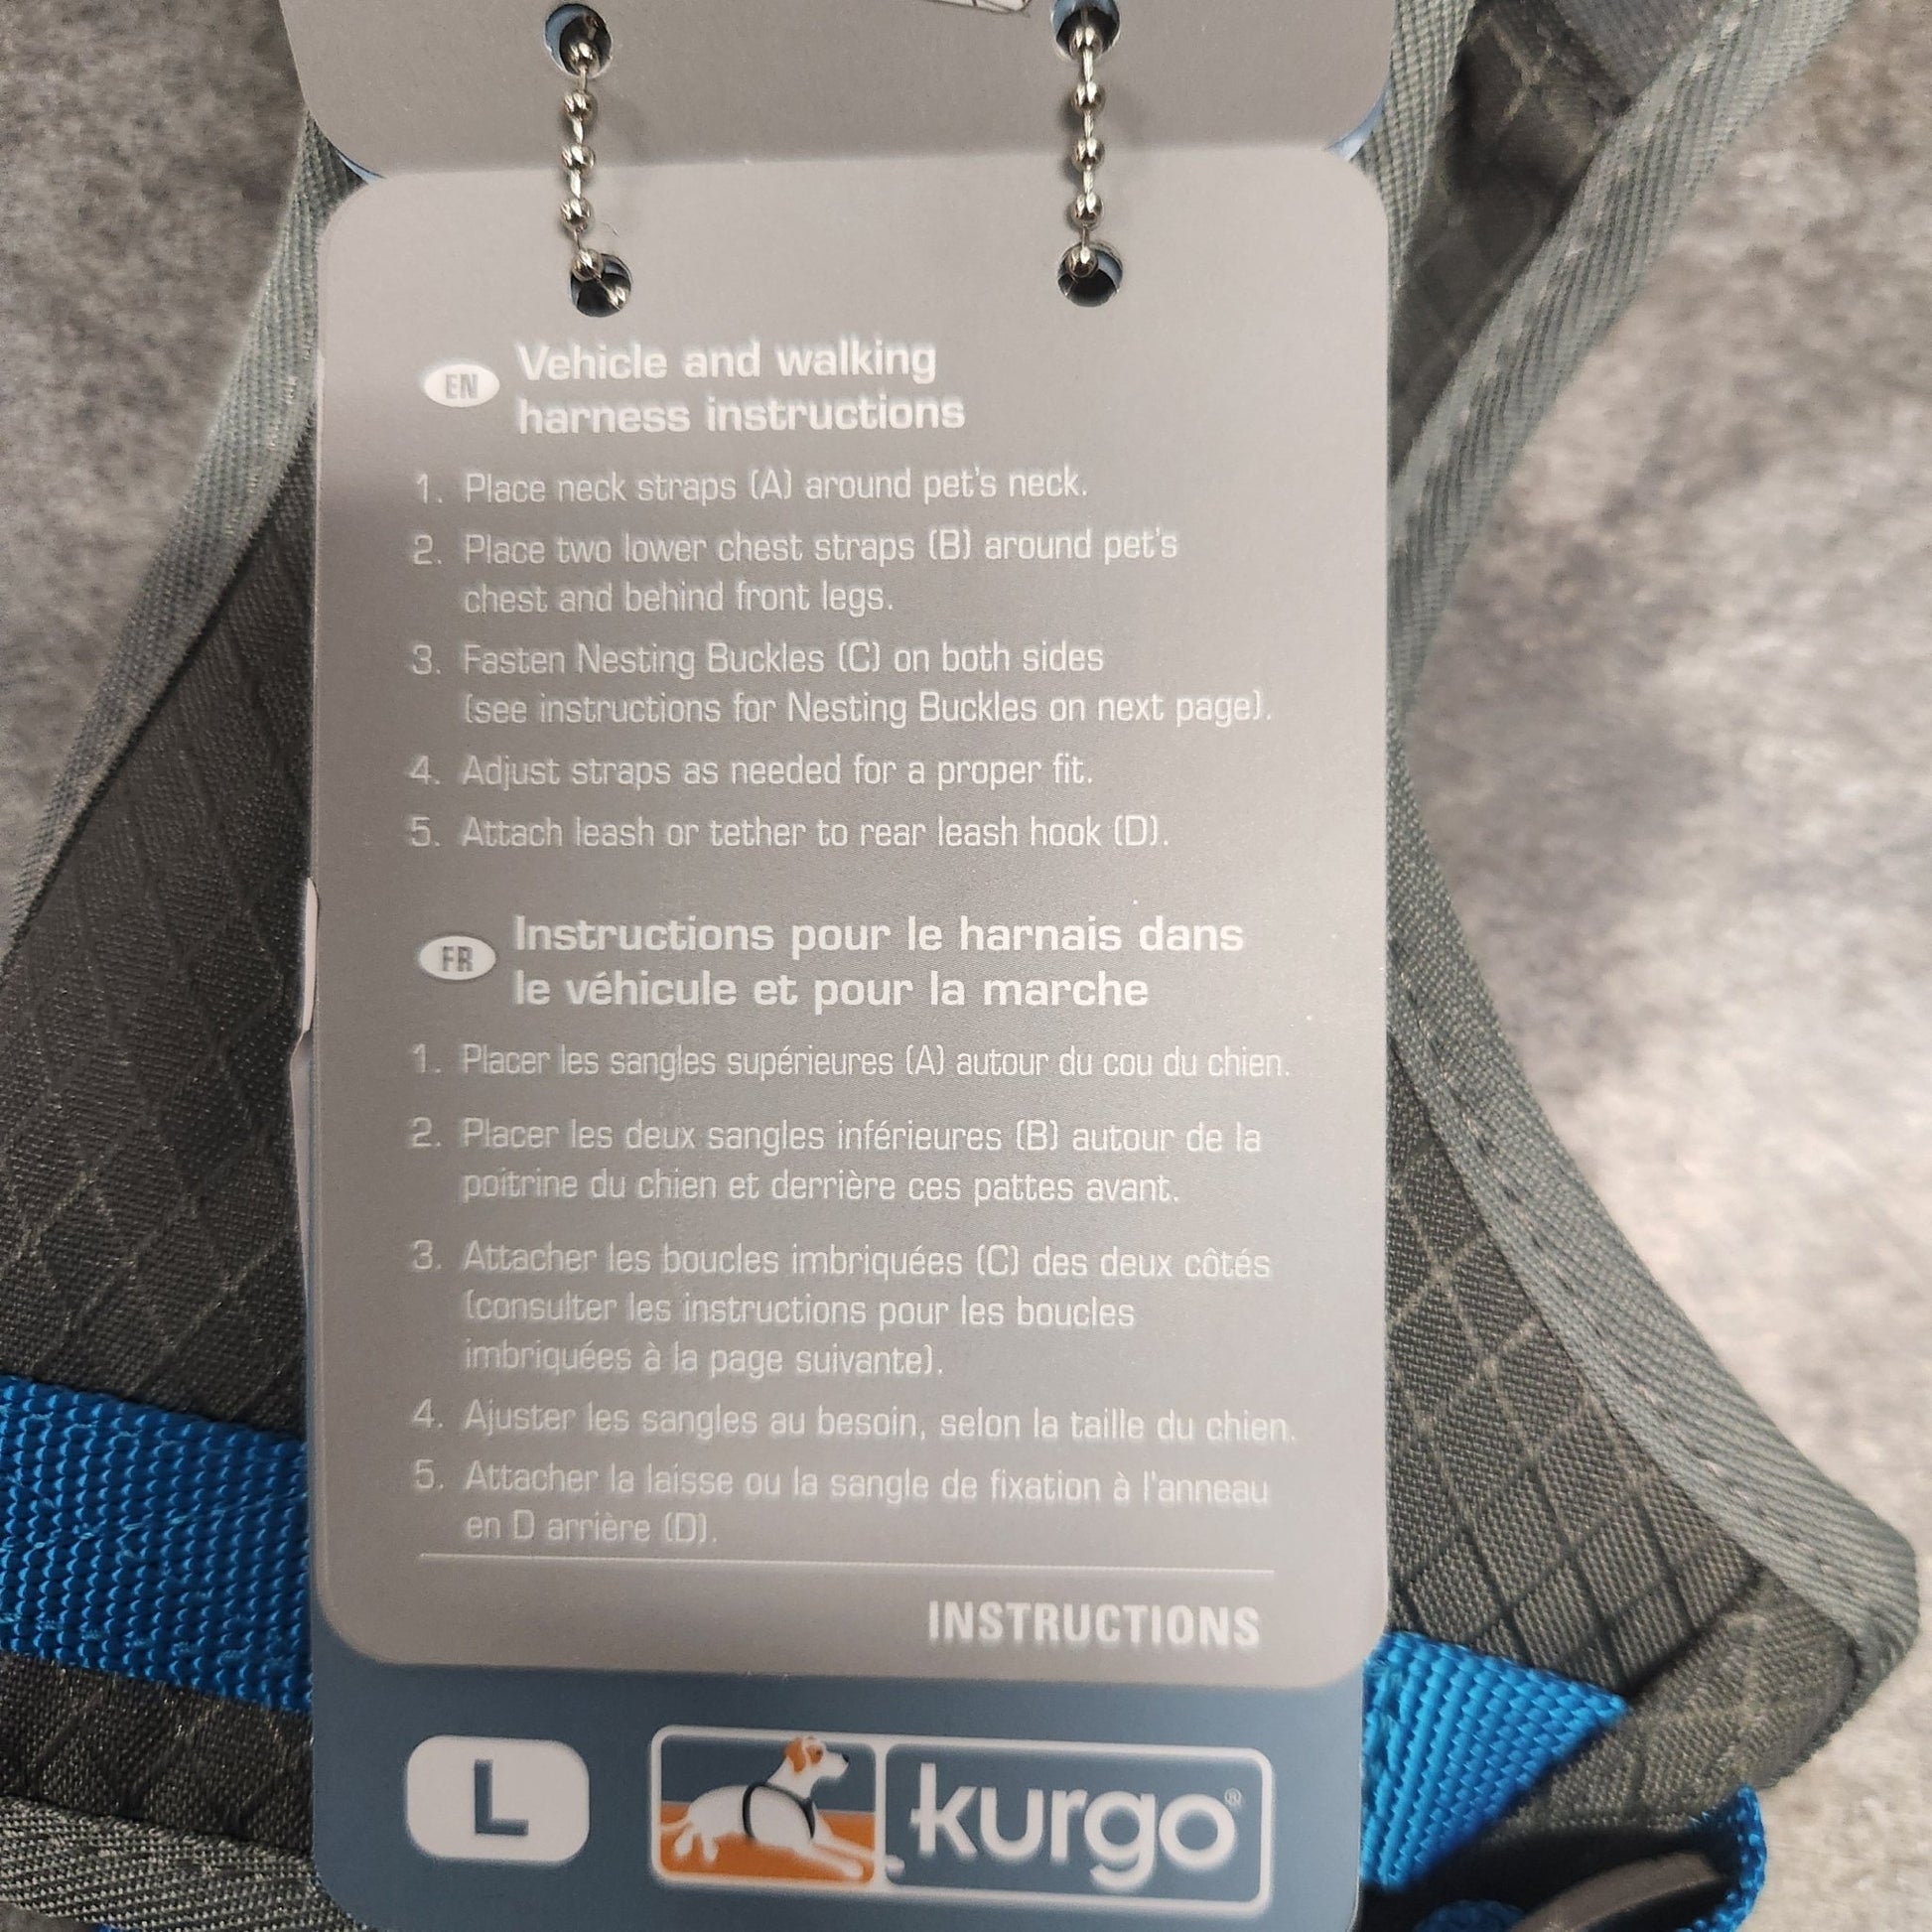 EN Vehicle and walking
harness instructions
1. Place neck straps (A) around pet's neck.
2. Place two lower chest straps (B) around pet's
chest and behind front legs.
3. Fasten Nesting Buckles (C) on both sides
(see instructions for Nesting Buckles on next page).
4. Adjust straps as needed for a proper fit.
5. Attach leash or tether to rear leash hook (D).
FR Instructions pour le harnais dans
le véhicule et pour la marche
1. Placer les sangles supérieures (A) autour du cou du chien.
2. Placer les deux sangles inférieures (B) autour de la
poitrine du chien et derrière ces pattes avant.
3. Attacher les boucles imbriquées (C) des deux côtés
(consulter les instructions pour les boucles
imbriquées à la page suivante).
4. Ajuster les sangles au besoin, selon la taille du chien.
5. Attacher la laisse ou la sangle de fixation à l'anneau
en D arrière (D).
INSTRUCTIONS
L kurgo®